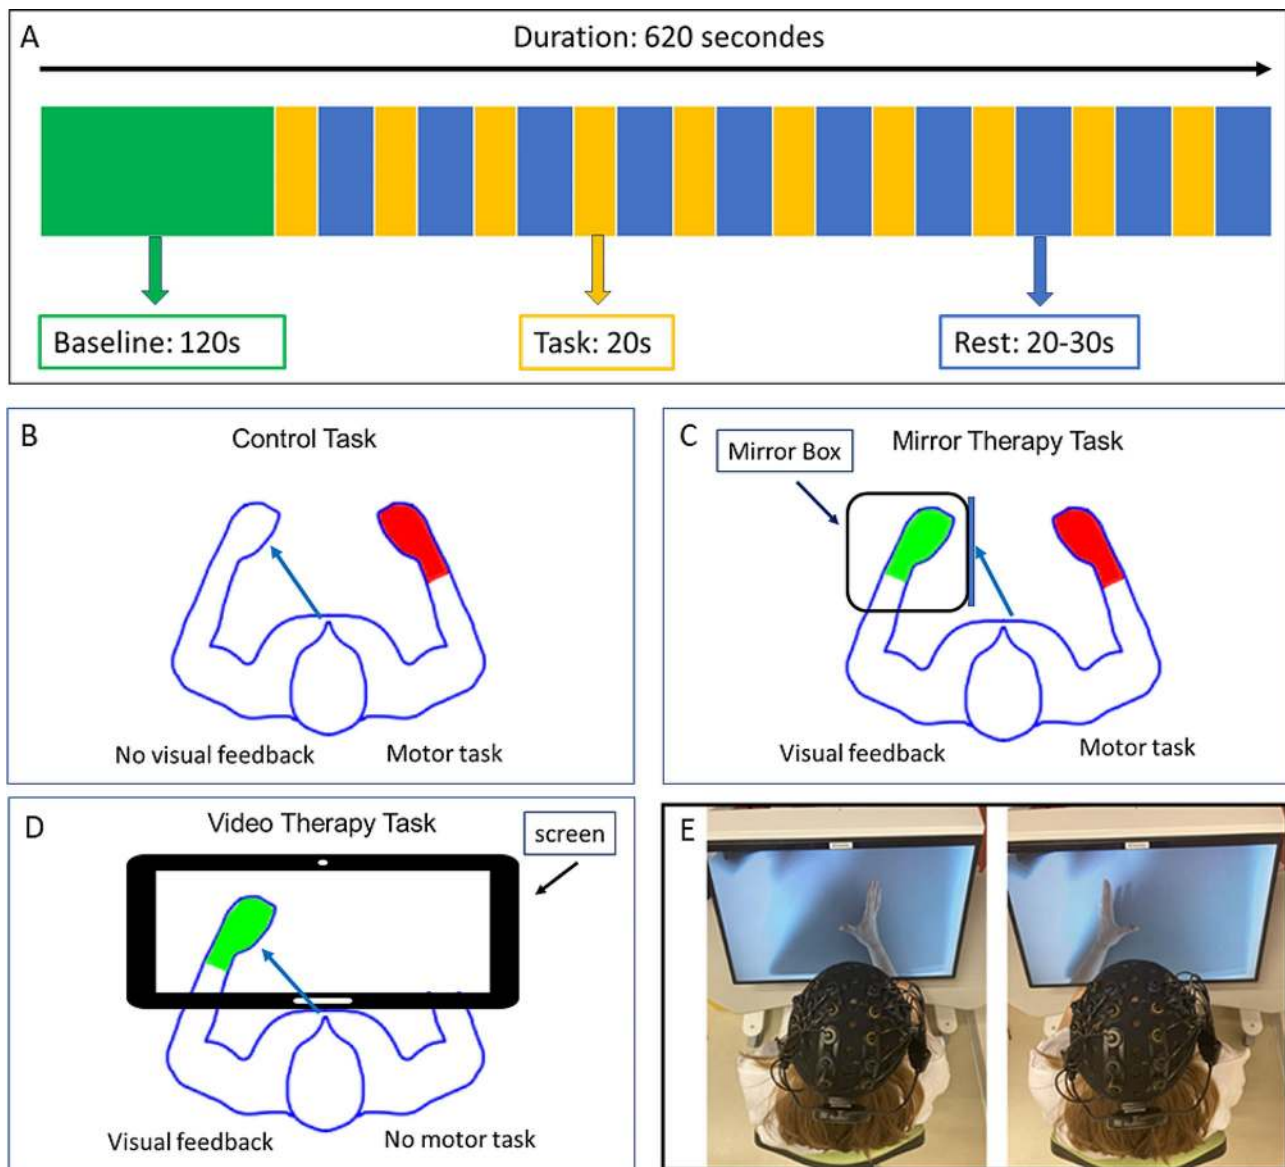 A
Duration: 620 secondes
Baseline: 120s
Task: 20s
Rest: 20-30s
B
Control Task
No visual feedback
Motor task
C
Mirror Box
Mirror Therapy Task
Visual feedback
Motor task
D
Video Therapy Task
screen
Visual feedback
No motor task
E